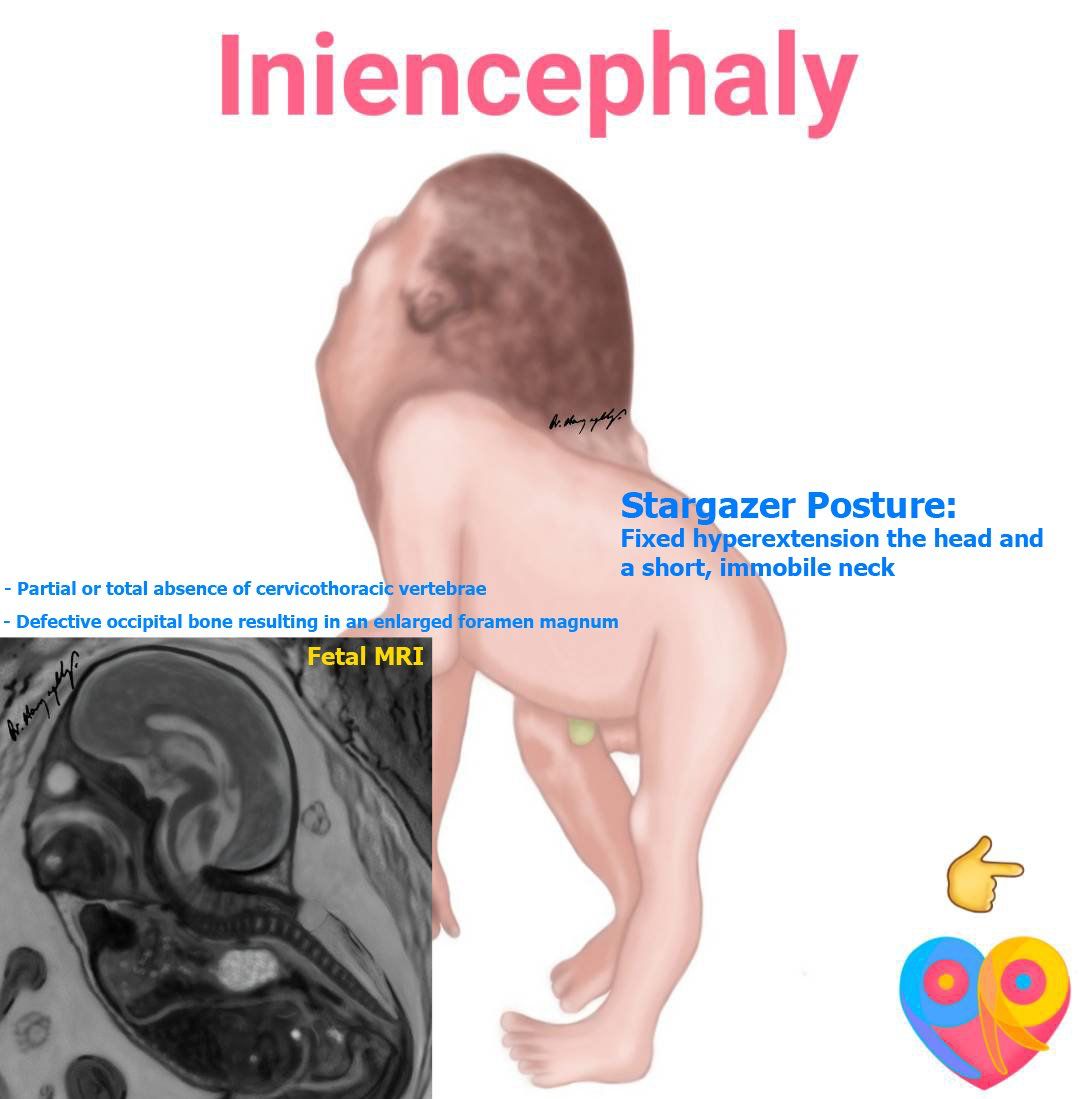 Iniencephaly
Stargazer Posture:
Fixed hyperextension the head and
a short, immobile neck
- Partial or total absence of cervicothoracic vertebrae
- Defective occipital bone resulting in an enlarged foramen magnum
Fetal MRI